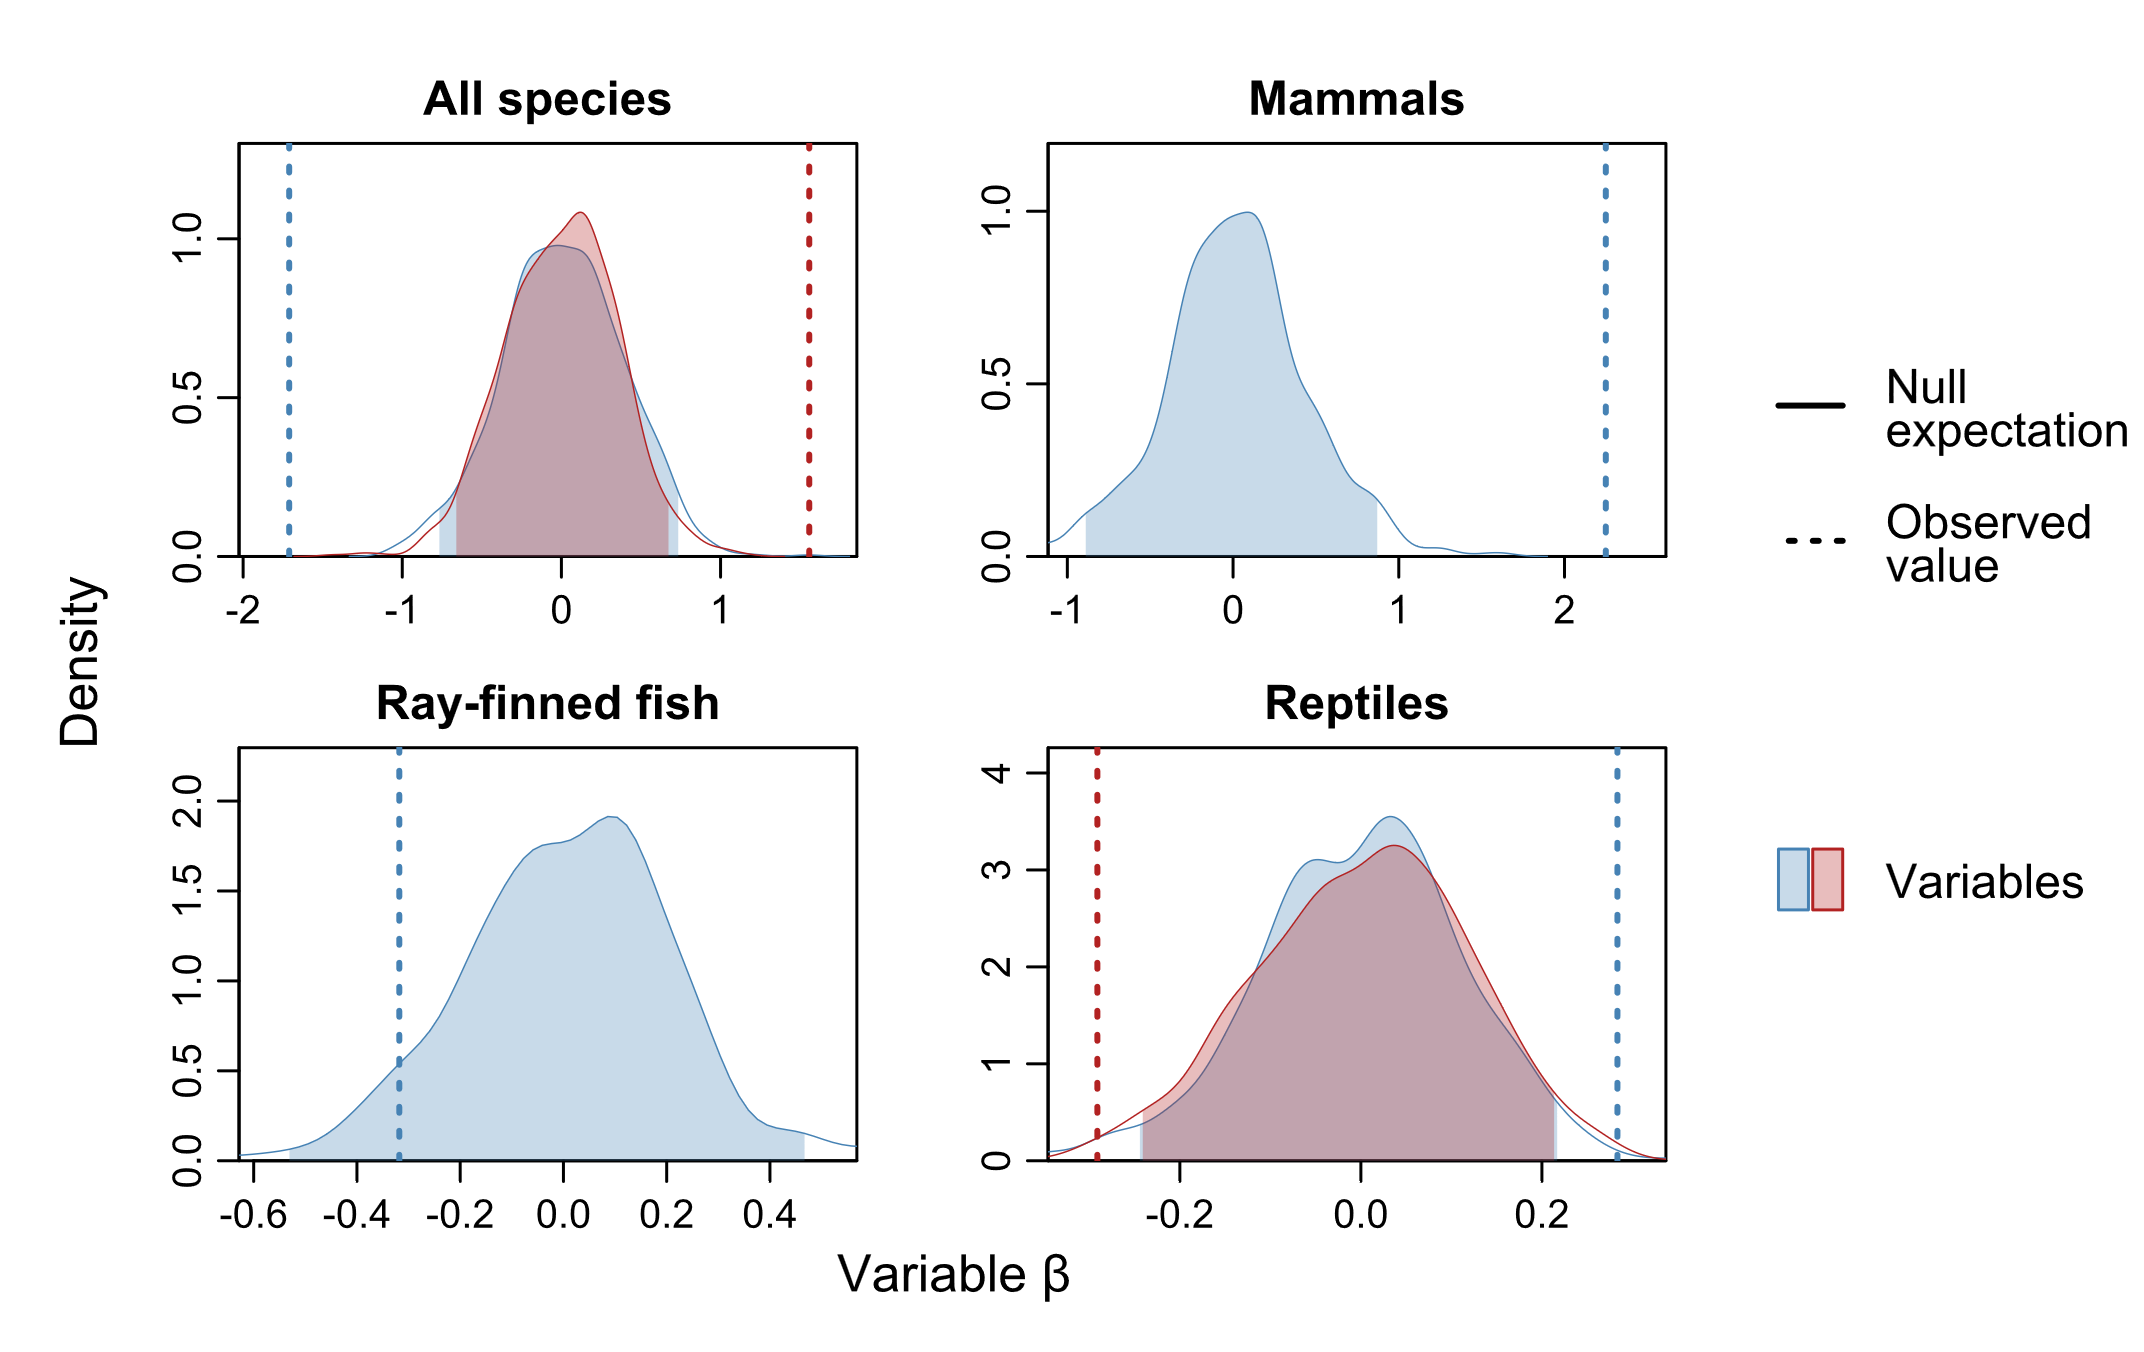 All species
Mammals
0.0 0.5 1.0
-2 -1 0 1
0.0 0.5 1.0
-1 0 1 2
Null
expectation
Observed
value
Density
Ray-finned fish
Reptiles
0.0 0.5 1.0 1.5 2.0
-0.6 -0.4 -0.2 0.0 0.2 0.4
0 1 2 3 4
-0.2 0.0 0.2
Variables
Variable β